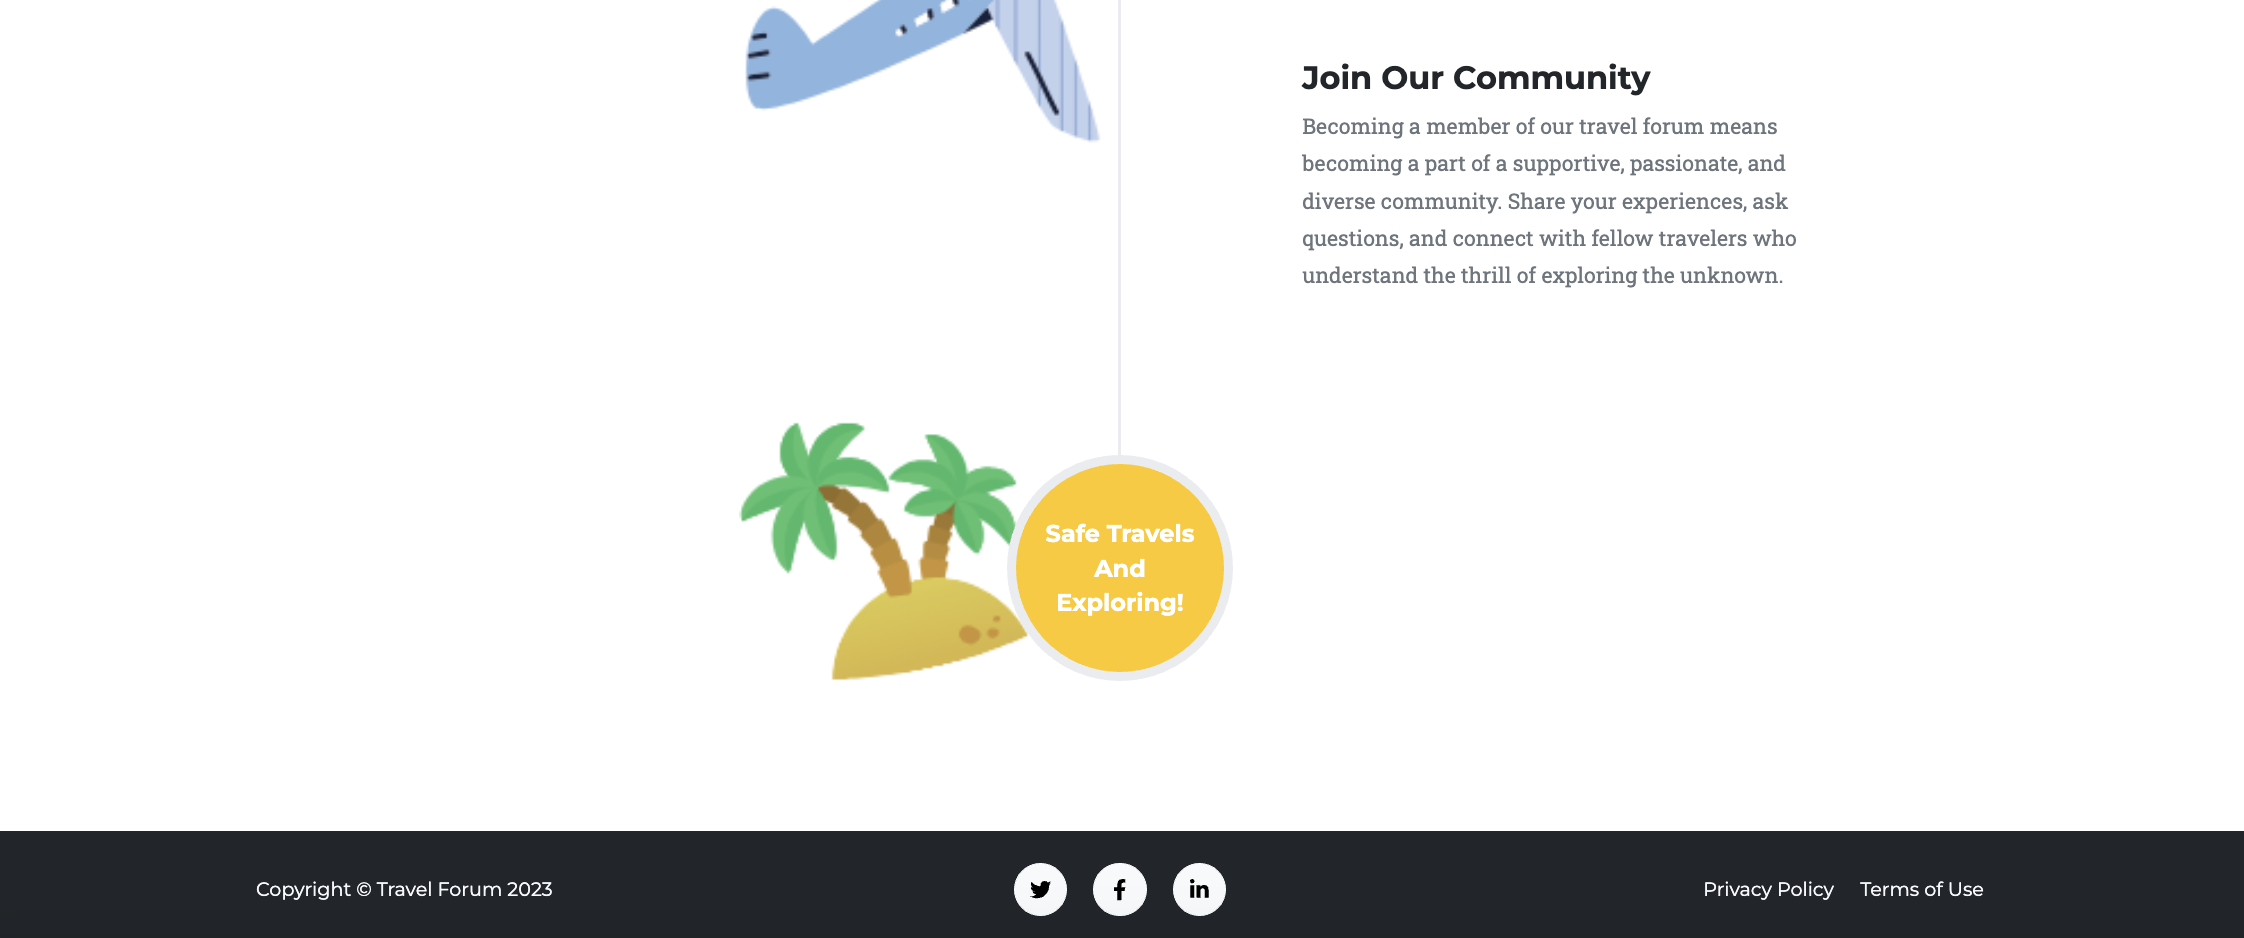 Join Our Community
Becoming a member of our travel forum means
becoming a part of a supportive, passionate, and
diverse community. Share your experiences, ask
questions, and connect with fellow travelers who
understand the thrill of exploring the unknown.
Safe Travels
And
Exploring!
Copyright © Travel Forum 2023
Privacy Policy Terms of Use